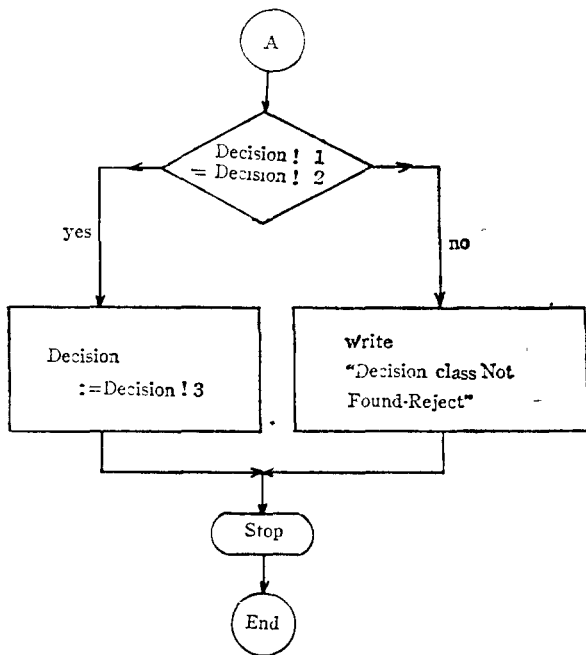 A
Decision! 1
= Decision! 2
yes
no
Decision
:=Decision!3
write
“Decision class Not
Found-Reject”
Stop
End